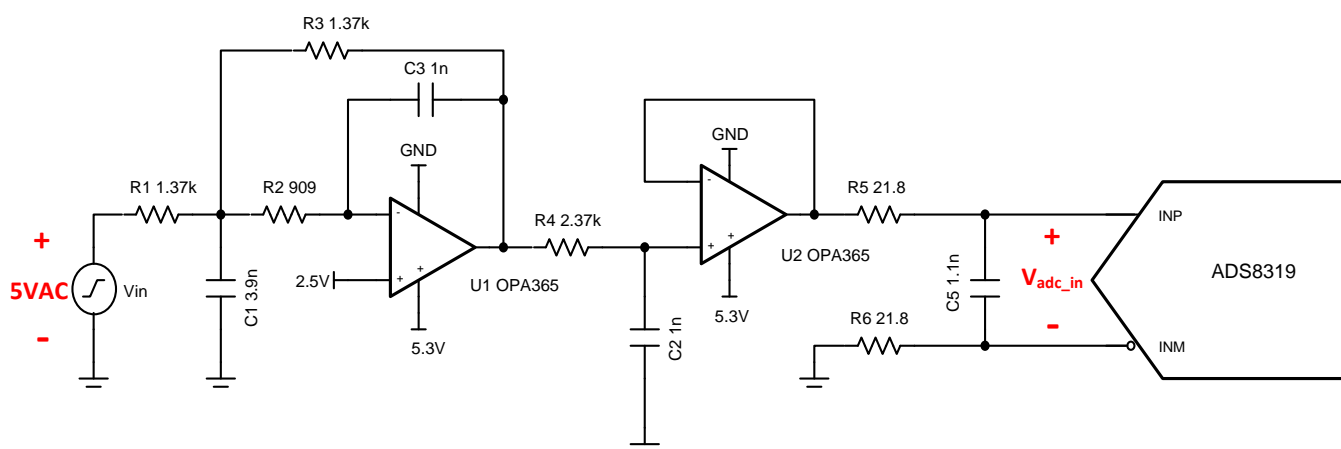 R3 1.37k
C3 1n
GND
R1 1.37k
R2 909
-
+
+
2.5V
U1 OPA365
5.3V
+
5VAC
-
Vin
C1 3.9n
R4 2.37k
C2 1n
GND
-
+
+
U2 OPA365
5.3V
R5 21.8
C5 1.1n
R6 21.8
+
Vadc_in
-
INP
INM
ADS8319